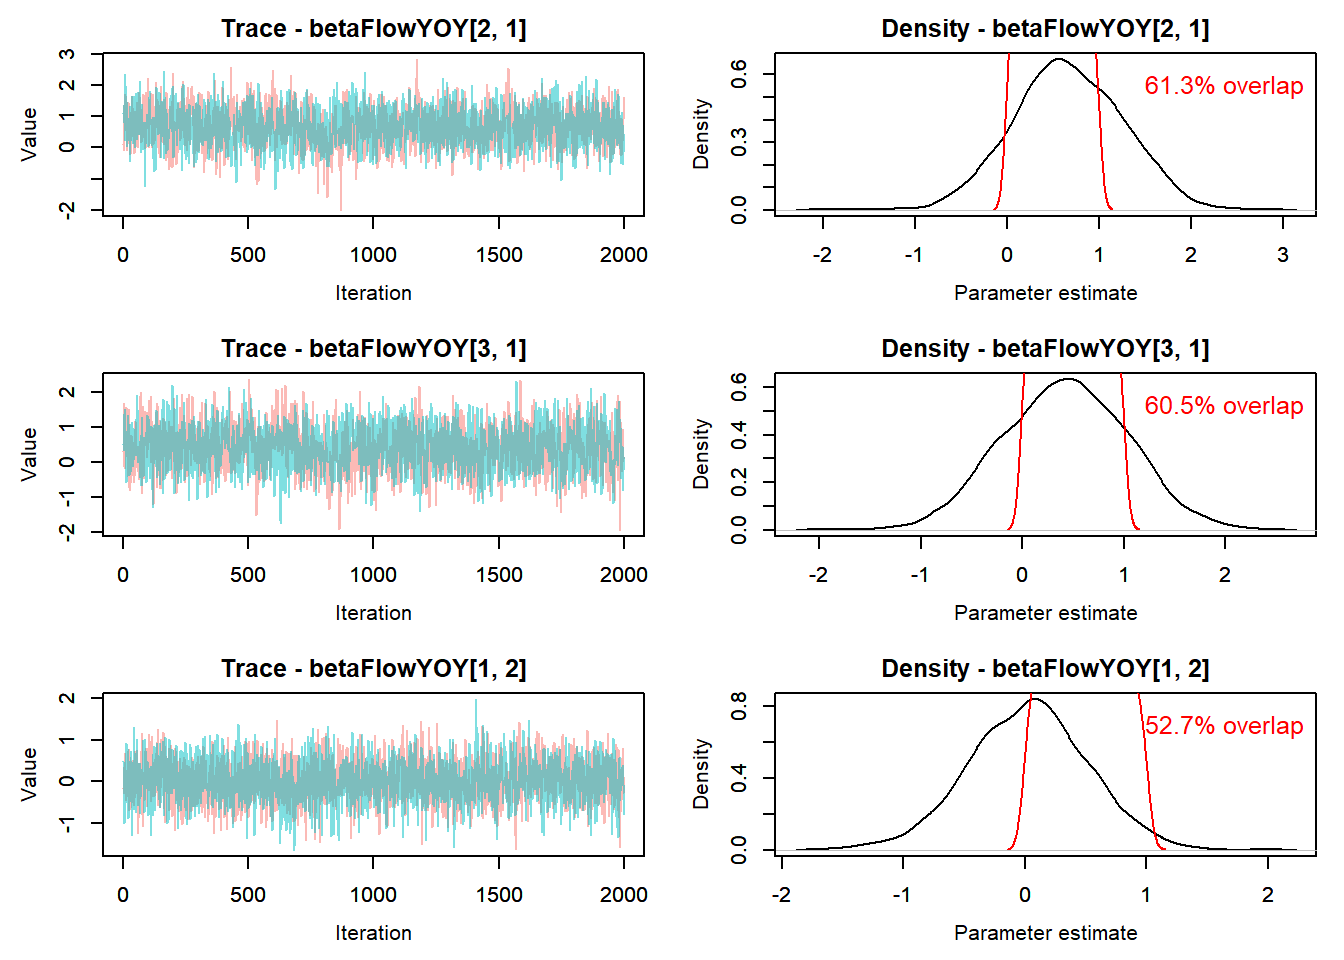 Trace - betaFlowYOY[2, 1]
Value
3
2
1
0
-2
0 500 1000 1500 2000
Iteration
Density - betaFlowYOY[2, 1]
Density
0.6
0.3
0.0
61.3% overlap
-2 -1 0 1 2 3
Parameter estimate
Trace - betaFlowYOY[3, 1]
Value
2
1
0
-1
-2
0 500 1000 1500 2000
Iteration
Density - betaFlowYOY[3, 1]
Density
0.6
0.4
0.2
0.0
60.5% overlap
-2 -1 0 1 2
Parameter estimate
Trace - betaFlowYOY[1, 2]
Value
2
1
0
-1
0 500 1000 1500 2000
Iteration
Density - betaFlowYOY[1, 2]
Density
0.8
0.4
0.0
52.7% overlap
-2 -1 0 1 2
Parameter estimate